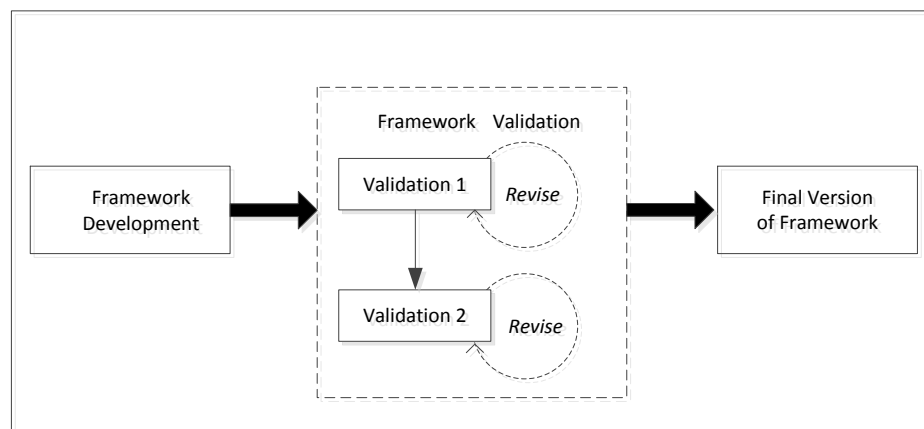 Framework Validation
Framework
Development
Validation 1
Revise
Validation 2
Revise
Final Version
of Framework